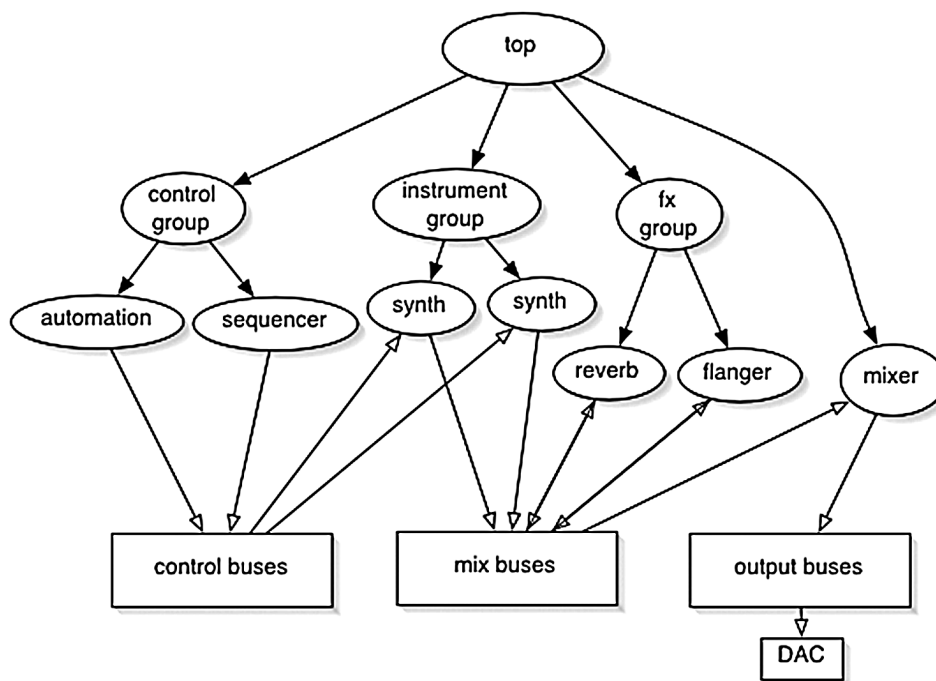 top
control
group
instrument
group
fx
group
automation
sequencer
synth
synth
reverb
flanger
mixer
control buses
mix buses
output buses
DAC